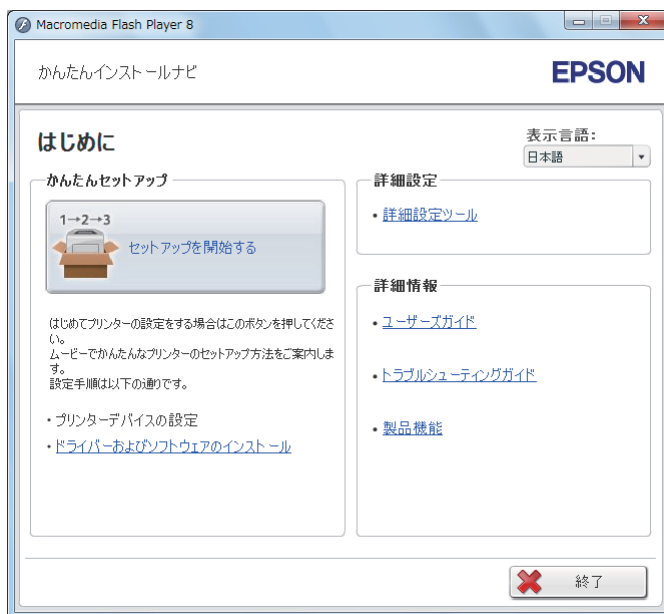 Macromedia Flash Player 8
かんたんインストールナビ
EPSON
はじめに
表示言語:
日本語
かんたんセットアップ
1→2→3
セットアップを開始する
はじめてプリンターの設定をする場合はこのボタンを押してくださ
い。
ムービーでかんたんなプリンターのセットアップ方法をご案内しま
す。
設定手順は以下の通りです。
・プリンターデバイスの設定
・ドライバーおよびソフトウェアのインストール
詳細設定
・詳細設定ツール
詳細情報
・ユーザーズガイド
・トラブルシューティングガイド
・製品機能
終了